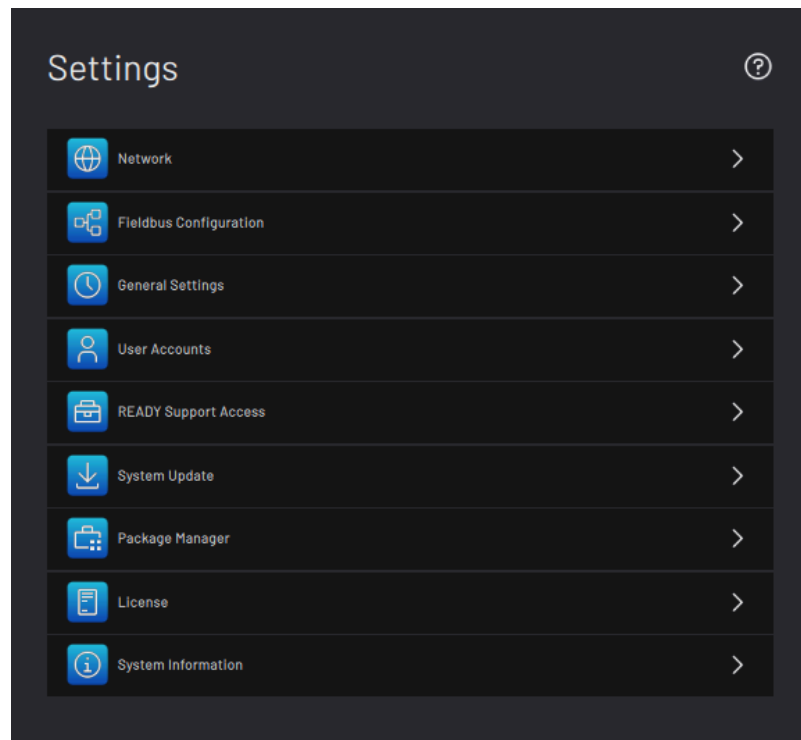 Settings
Network
Fieldbus Configuration
General Settings
User Accounts
READY Support Access
System Update
Package Manager
License
System Information